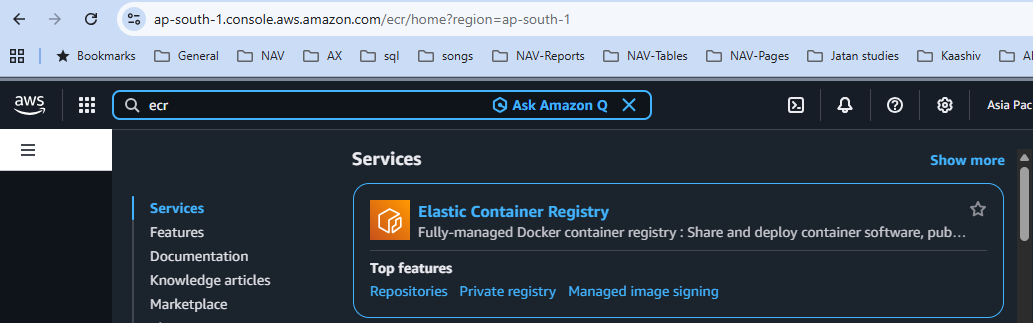 ap-south-1.console.aws.amazon.com/ecr/home?region=ap-south-1
Bookmarks General NAV AX sql songs NAV-Reports NAV-Tables NAV-Pages Jatan studies Kaashiv
aws ecr Ask Amazon Q Asia Pac
Services Show more
Services
Features
Documentation
Knowledge articles
Marketplace
Elastic Container Registry
Fully-managed Docker container registry : Share and deploy container software, pub…
Top features
Repositories Private registry Managed image signing